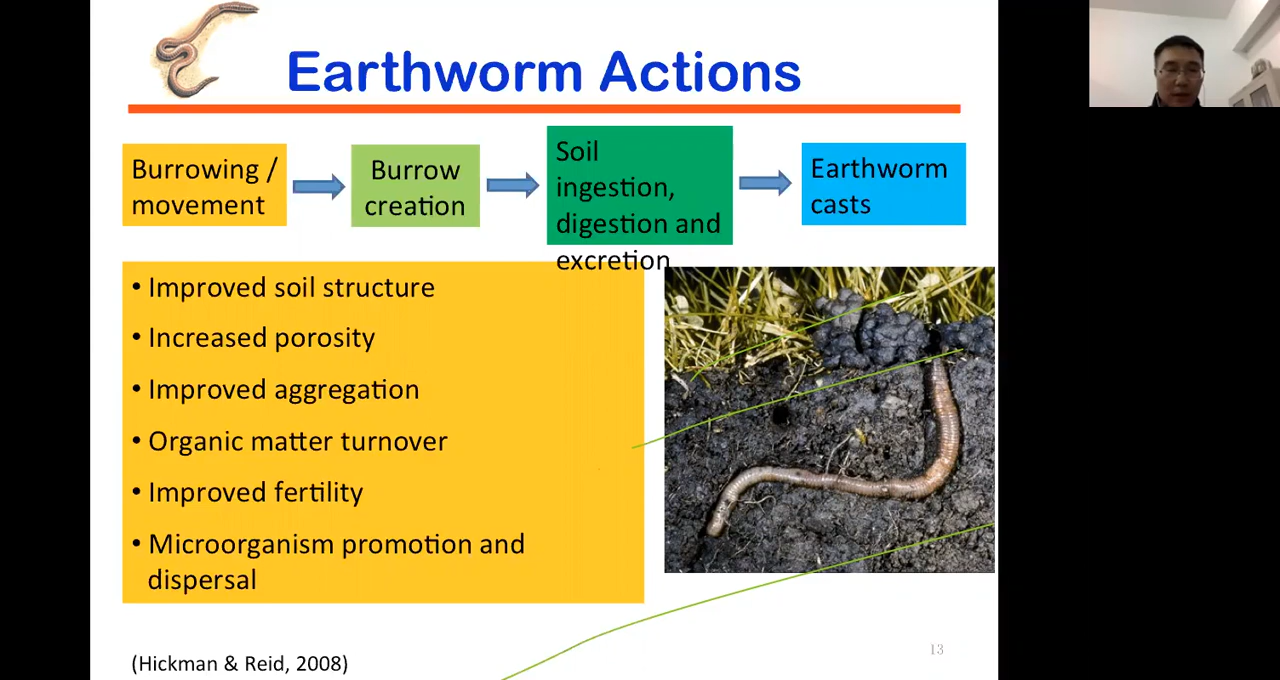 Earthworm Actions
Burrowing /
movement
Burrow
creation
Soil
ingestion,
digestion and
excretion
Earthworm
casts
• Improved soil structure
• Increased porosity
• Improved aggregation
• Organic matter turnover
• Improved fertility
• Microorganism promotion and
dispersal
(Hickman & Reid, 2008)
13